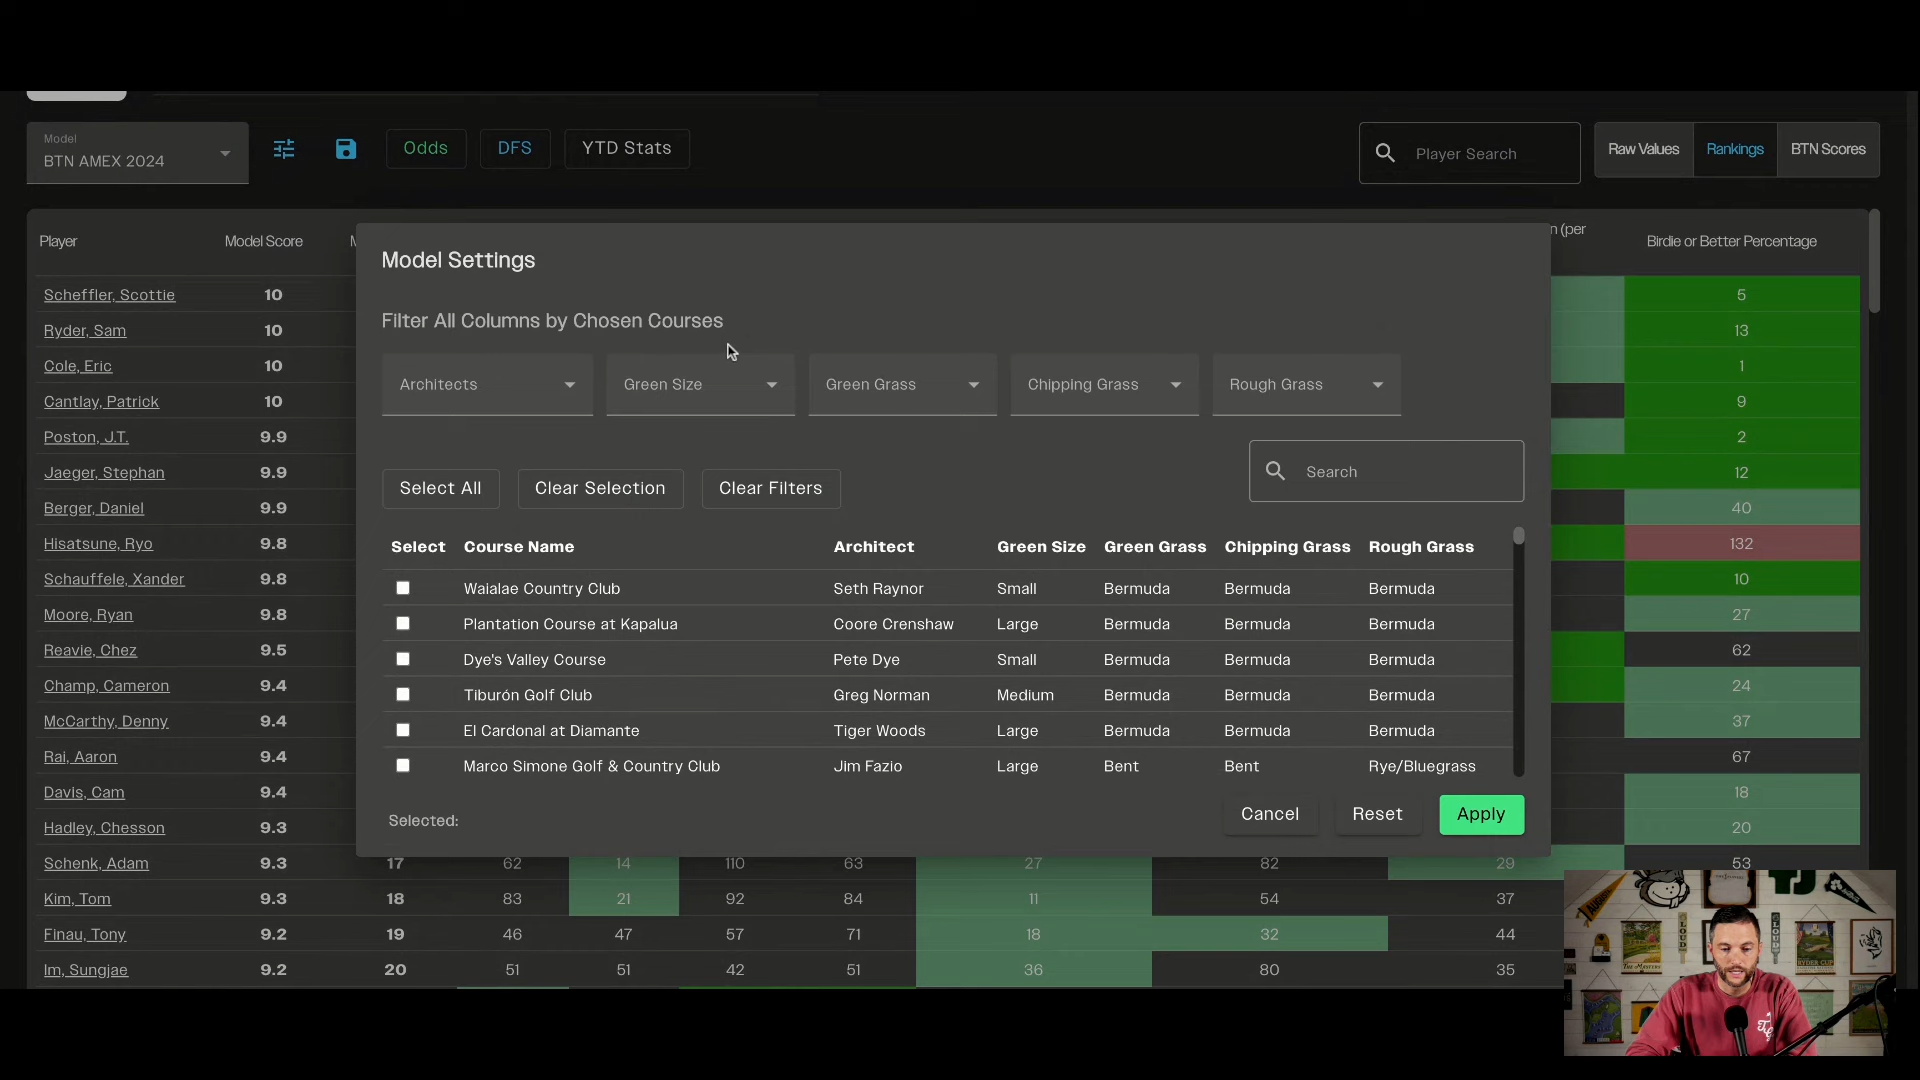 Model
BTN AMEX 2024
Odds
DFS
YTD Stats
Player Search
Raw Values
Rankings
BTN Scores
Player
Model Score
Birdie or Better Percentage
Scheffler, Scottie 10 5
Ryder, Sam 10 13
Cole, Eric 10 1
Cantlay, Patrick 10 9
Poston, J.T. 9.9 2
Jaeger, Stephan 9.9 12
Berger, Daniel 9.9 40
Hisatsune, Ryo 9.8 132
Schauffele, Xander 9.8 10
Moore, Ryan 9.8 27
Reavie, Chez 9.5 62
Champ, Cameron 9.4 24
McCarthy, Denny 9.4 37
Rai, Aaron 9.4 67
Davis, Cam 9.4 18
Hadley, Chesson 9.3 20
Schenk, Adam 9.3 17 62 14 110 63 27 82 29 53
Kim, Tom 9.3 18 83 21 92 84 11 54 37
Finau, Tony 9.2 19 46 47 57 71 18 32 44
Im, Sungjae 9.2 20 51 51 42 51 36 80 35
Model Settings
Filter All Columns by Chosen Courses
Architects
Green Size
Green Grass
Chipping Grass
Rough Grass
Select All
Clear Selection
Clear Filters
Search
Select Course Name Architect Green Size Green Grass Chipping Grass Rough Grass
Waialae Country Club Seth Raynor Small Bermuda Bermuda Bermuda
Plantation Course at Kapalua Coore Crenshaw Large Bermuda Bermuda Bermuda
Dye's Valley Course Pete Dye Small Bermuda Bermuda Bermuda
Tiburón Golf Club Greg Norman Medium Bermuda Bermuda Bermuda
El Cardonal at Diamante Tiger Woods Large Bermuda Bermuda Bermuda
Marco Simone Golf & Country Club Jim Fazio Large Bent Bent Rye/Bluegrass
Selected:
Cancel
Reset
Apply